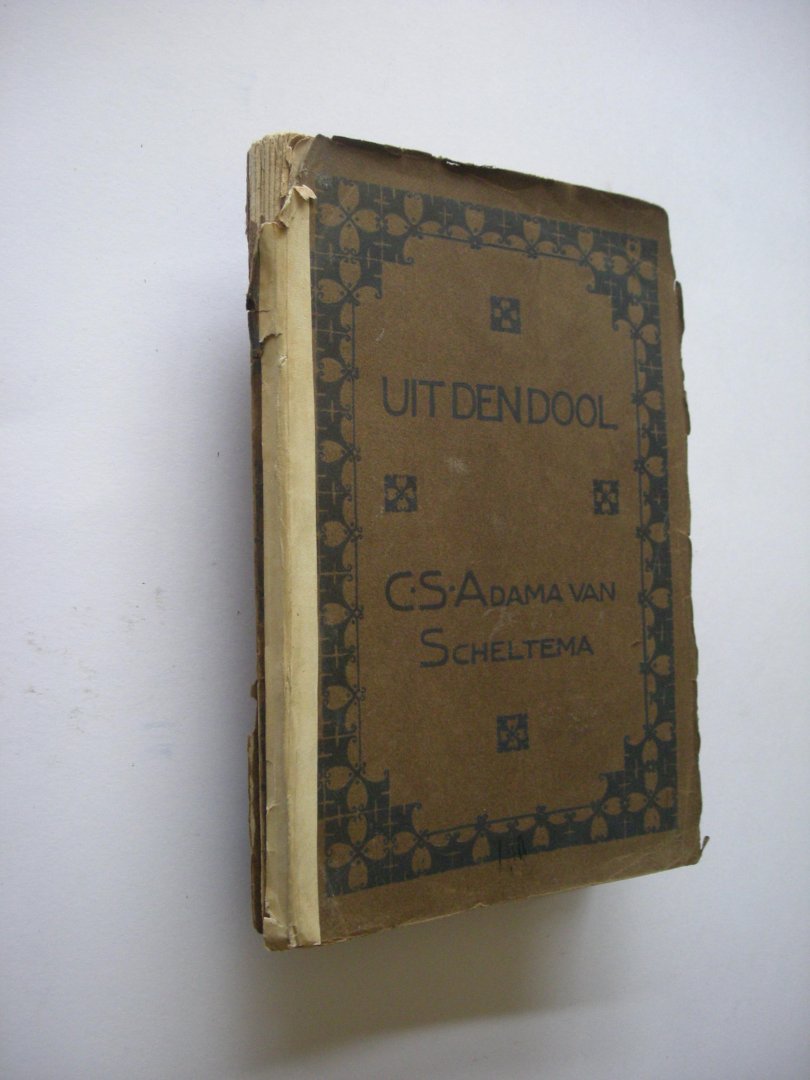 UIT DEN DOOL
C·S·ADAMA VAN
SCHELTEMA